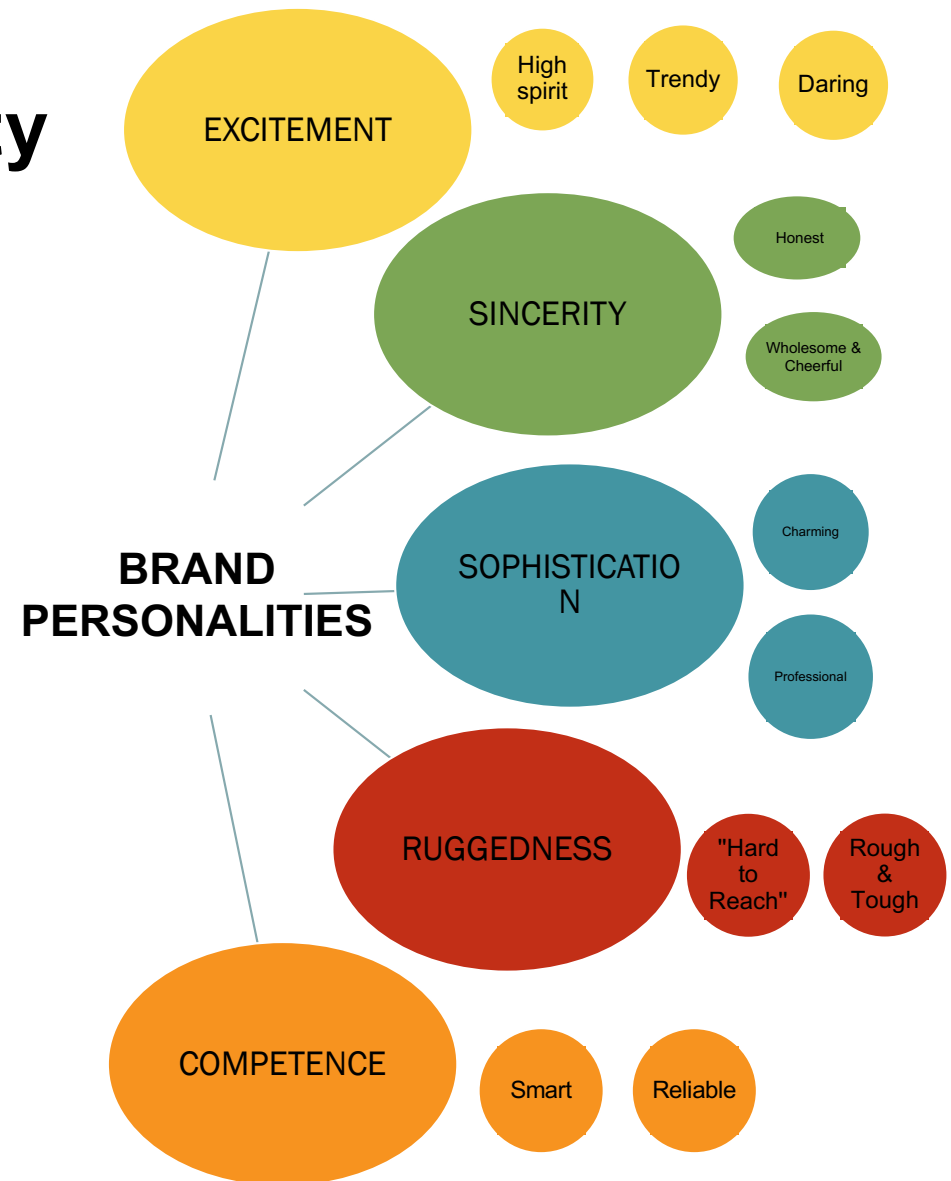 ty
EXCITEMENT
High
spirit
Trendy
Daring
SINCERITY
Honest
Wholesome &
Cheerful
BRAND
PERSONALITIES
SOPHISTICATIO
N
Charming
Professional
RUGGEDNESS
"Hard
to
Reach"
Rough
&
Tough
COMPETENCE
Smart
Reliable